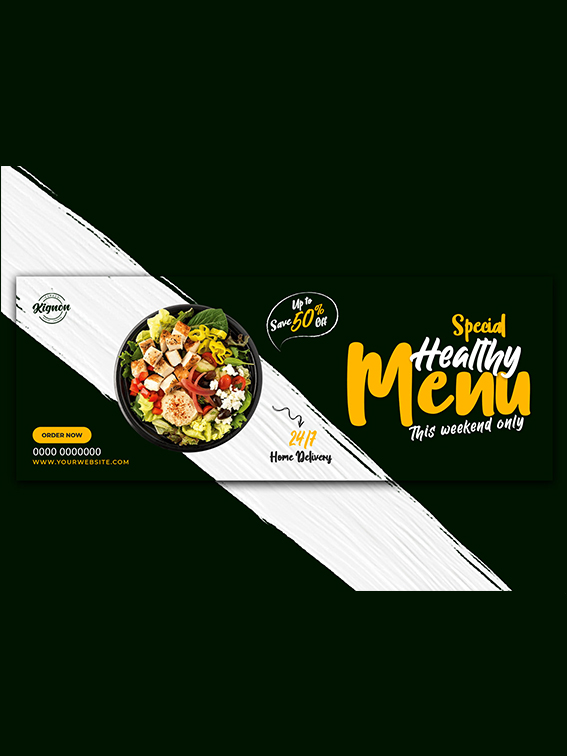 Kignon
Up to
Save 50% Off
Special
Healthy
Menu
This weekend only
24/7
Home Delivery
ORDER NOW
0000 0000000
WWW.YOURWEBSITE.COM